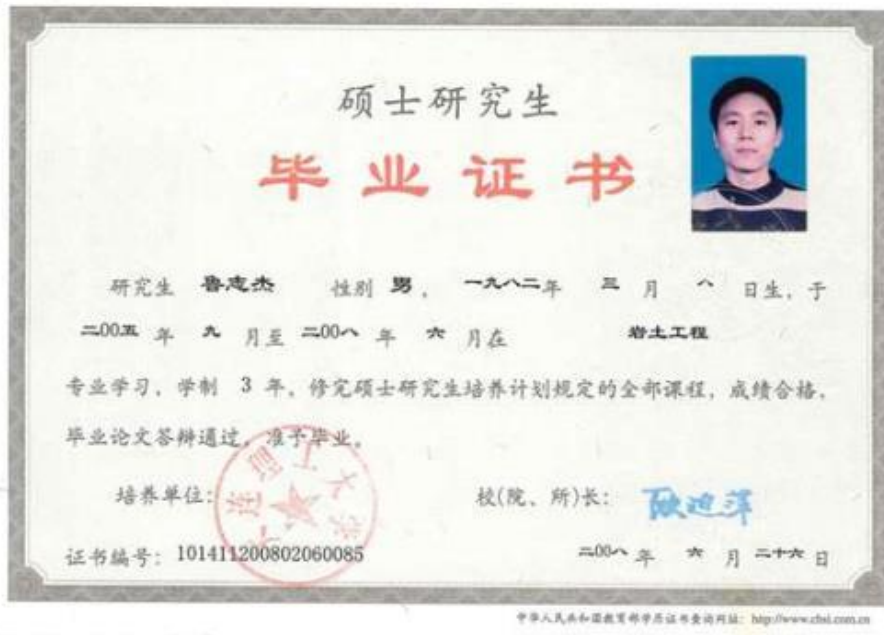 硕士研究生
毕业证书
研究生 鲁志杰 性别 男，一九八二年 三 月 八 日生，于
二00五 年 九 月至 二00八 年 六 月在 岩土工程
专业学习，学制 3 年，修完硕士研究生培养计划规定的全部课程，成绩合格，
毕业论文答辩通过，准予毕业。
培养单位：
大连理工大学
校(院、所)长：
证书编号：101411200802060085
二00八 年 六 月 二十六 日
中华人民共和国教育部学历证书查询网址：http://www.chsi.com.cn